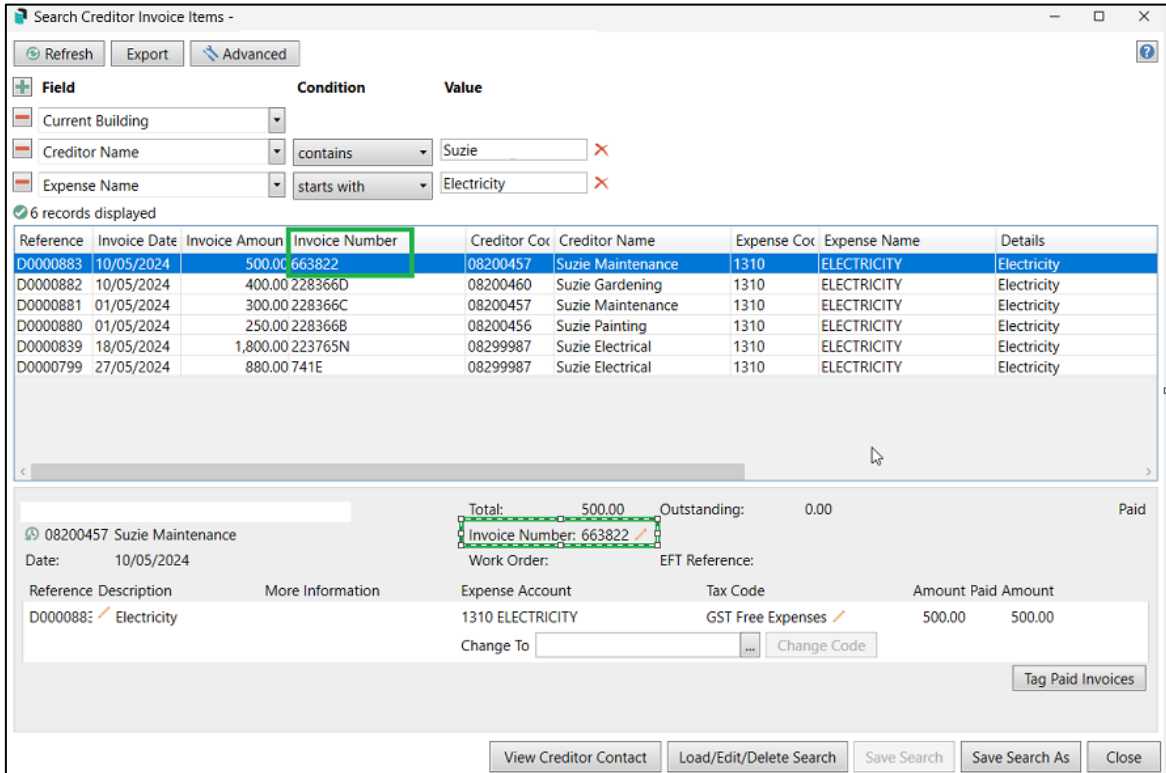 Search Creditor Invoice Items -
Refresh Export Advanced
Field Condition Value
Current Building
Creditor Name contains Suzie
Expense Name starts with Electricity
6 records displayed
Reference Invoice Date Invoice Amoun Invoice Number Creditor Coc Creditor Name Expense Coc Expense Name Details
D0000883 10/05/2024 500.00 663822 08200457 Suzie Maintenance 1310 ELECTRICITY Electricity
D0000882 10/05/2024 400.00 228366D 08200460 Suzie Gardening 1310 ELECTRICITY Electricity
D0000881 01/05/2024 300.00 228366C 08200457 Suzie Maintenance 1310 ELECTRICITY Electricity
D0000880 01/05/2024 250.00 228366B 08200456 Suzie Painting 1310 ELECTRICITY Electricity
D0000839 18/05/2024 1,800.00 223765N 08299987 Suzie Electrical 1310 ELECTRICITY Electricity
D0000799 27/05/2024 880.00 741E 08299987 Suzie Electrical 1310 ELECTRICITY Electricity
Total: 500.00 Outstanding: 0.00 Paid
08200457 Suzie Maintenance Invoice Number: 663822
Date: 10/05/2024 Work Order: EFT Reference:
Reference Description More Information Expense Account Tax Code Amount Paid Amount
D0000883 Electricity 1310 ELECTRICITY GST Free Expenses 500.00 500.00
Change To ... Change Code
Tag Paid Invoices
View Creditor Contact Load/Edit/Delete Search Save Search Save Search As Close